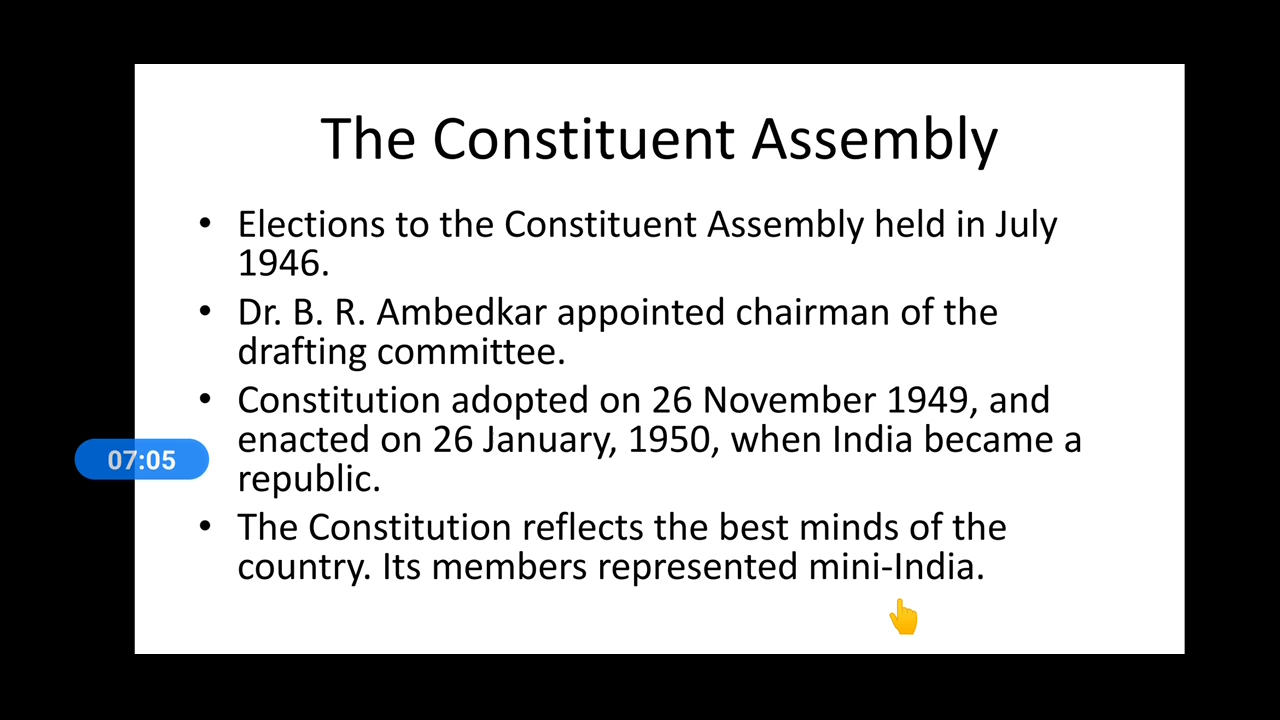 The Constituent Assembly
• Elections to the Constituent Assembly held in July
1946.
• Dr. B. R. Ambedkar appointed chairman of the
drafting committee.
• Constitution adopted on 26 November 1949, and
enacted on 26 January, 1950, when India became a
republic.
07:05
• The Constitution reflects the best minds of the
country. Its members represented mini-India.